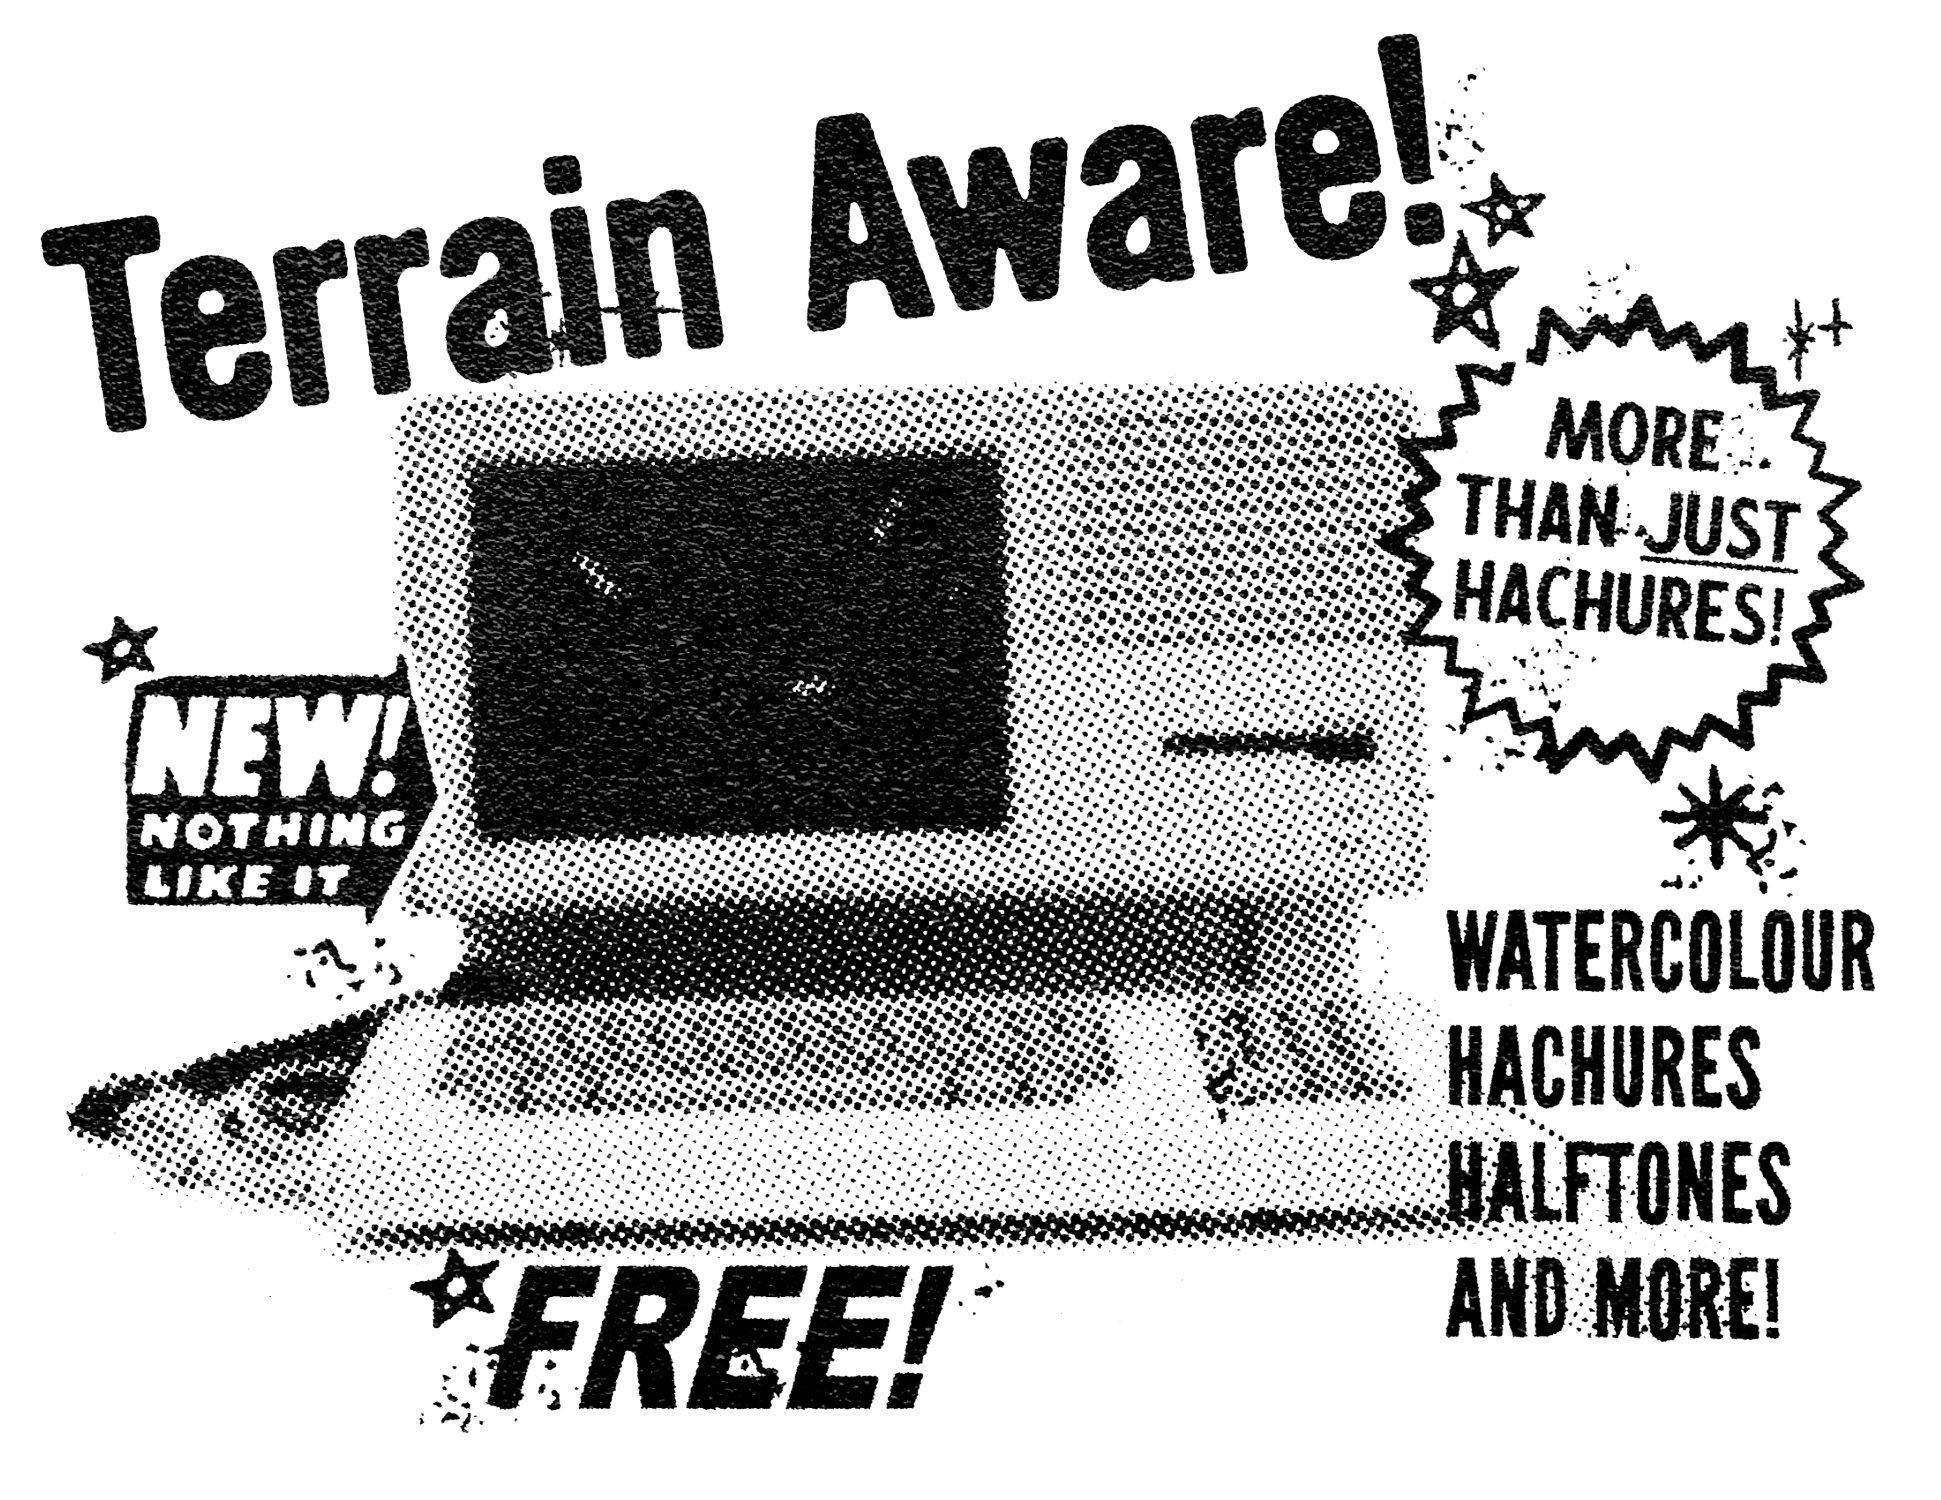 Terrain Aware!
MORE
THAN JUST
HACHURES!
NEW!
NOTHING
LIKE IT
WATERCOLOUR
HACHURES
HALFTONES
AND MORE!
FREE!